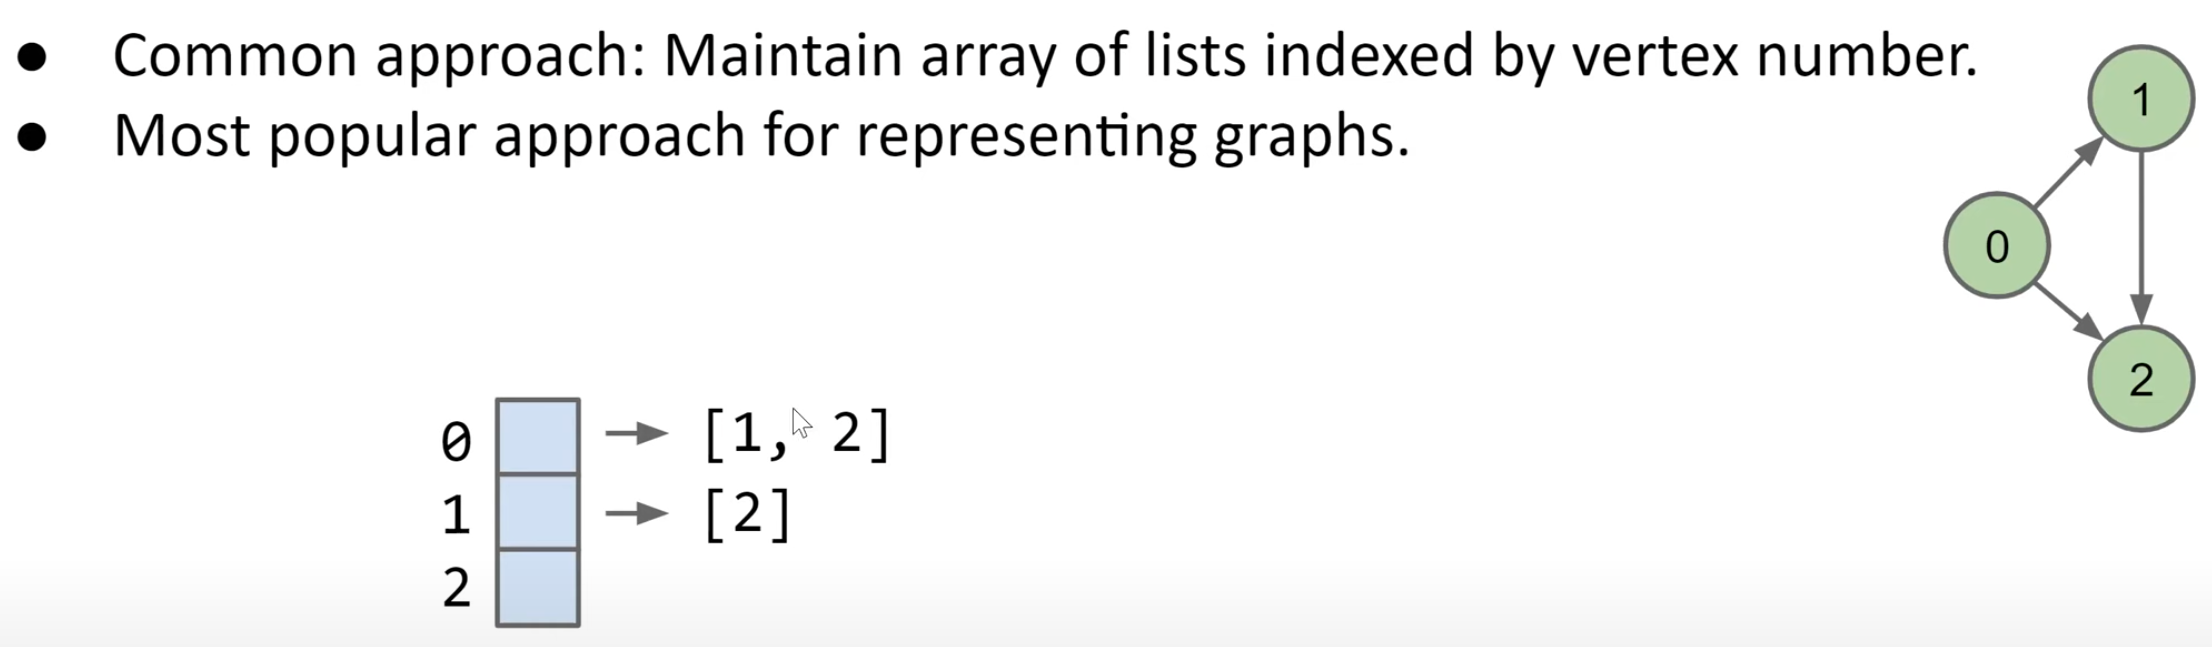 ● Common approach: Maintain array of lists indexed by vertex number.
● Most popular approach for representing graphs.
1
0
2
0 → [1, 2]
1 → [2]
2